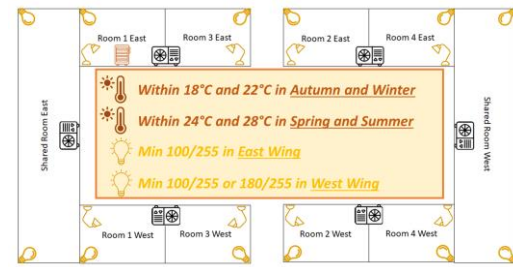 Room 1 East
Room 3 East
Room 2 East
Room 4 East
Shared Room East
Within 18°C and 22°C in Autumn and Winter
Within 24°C and 28°C in Spring and Summer
Min 100/255 in East Wing
Min 100/255 or 180/255 in West Wing
Shared Room West
Room 1 West
Room 3 West
Room 2 West
Room 4 West